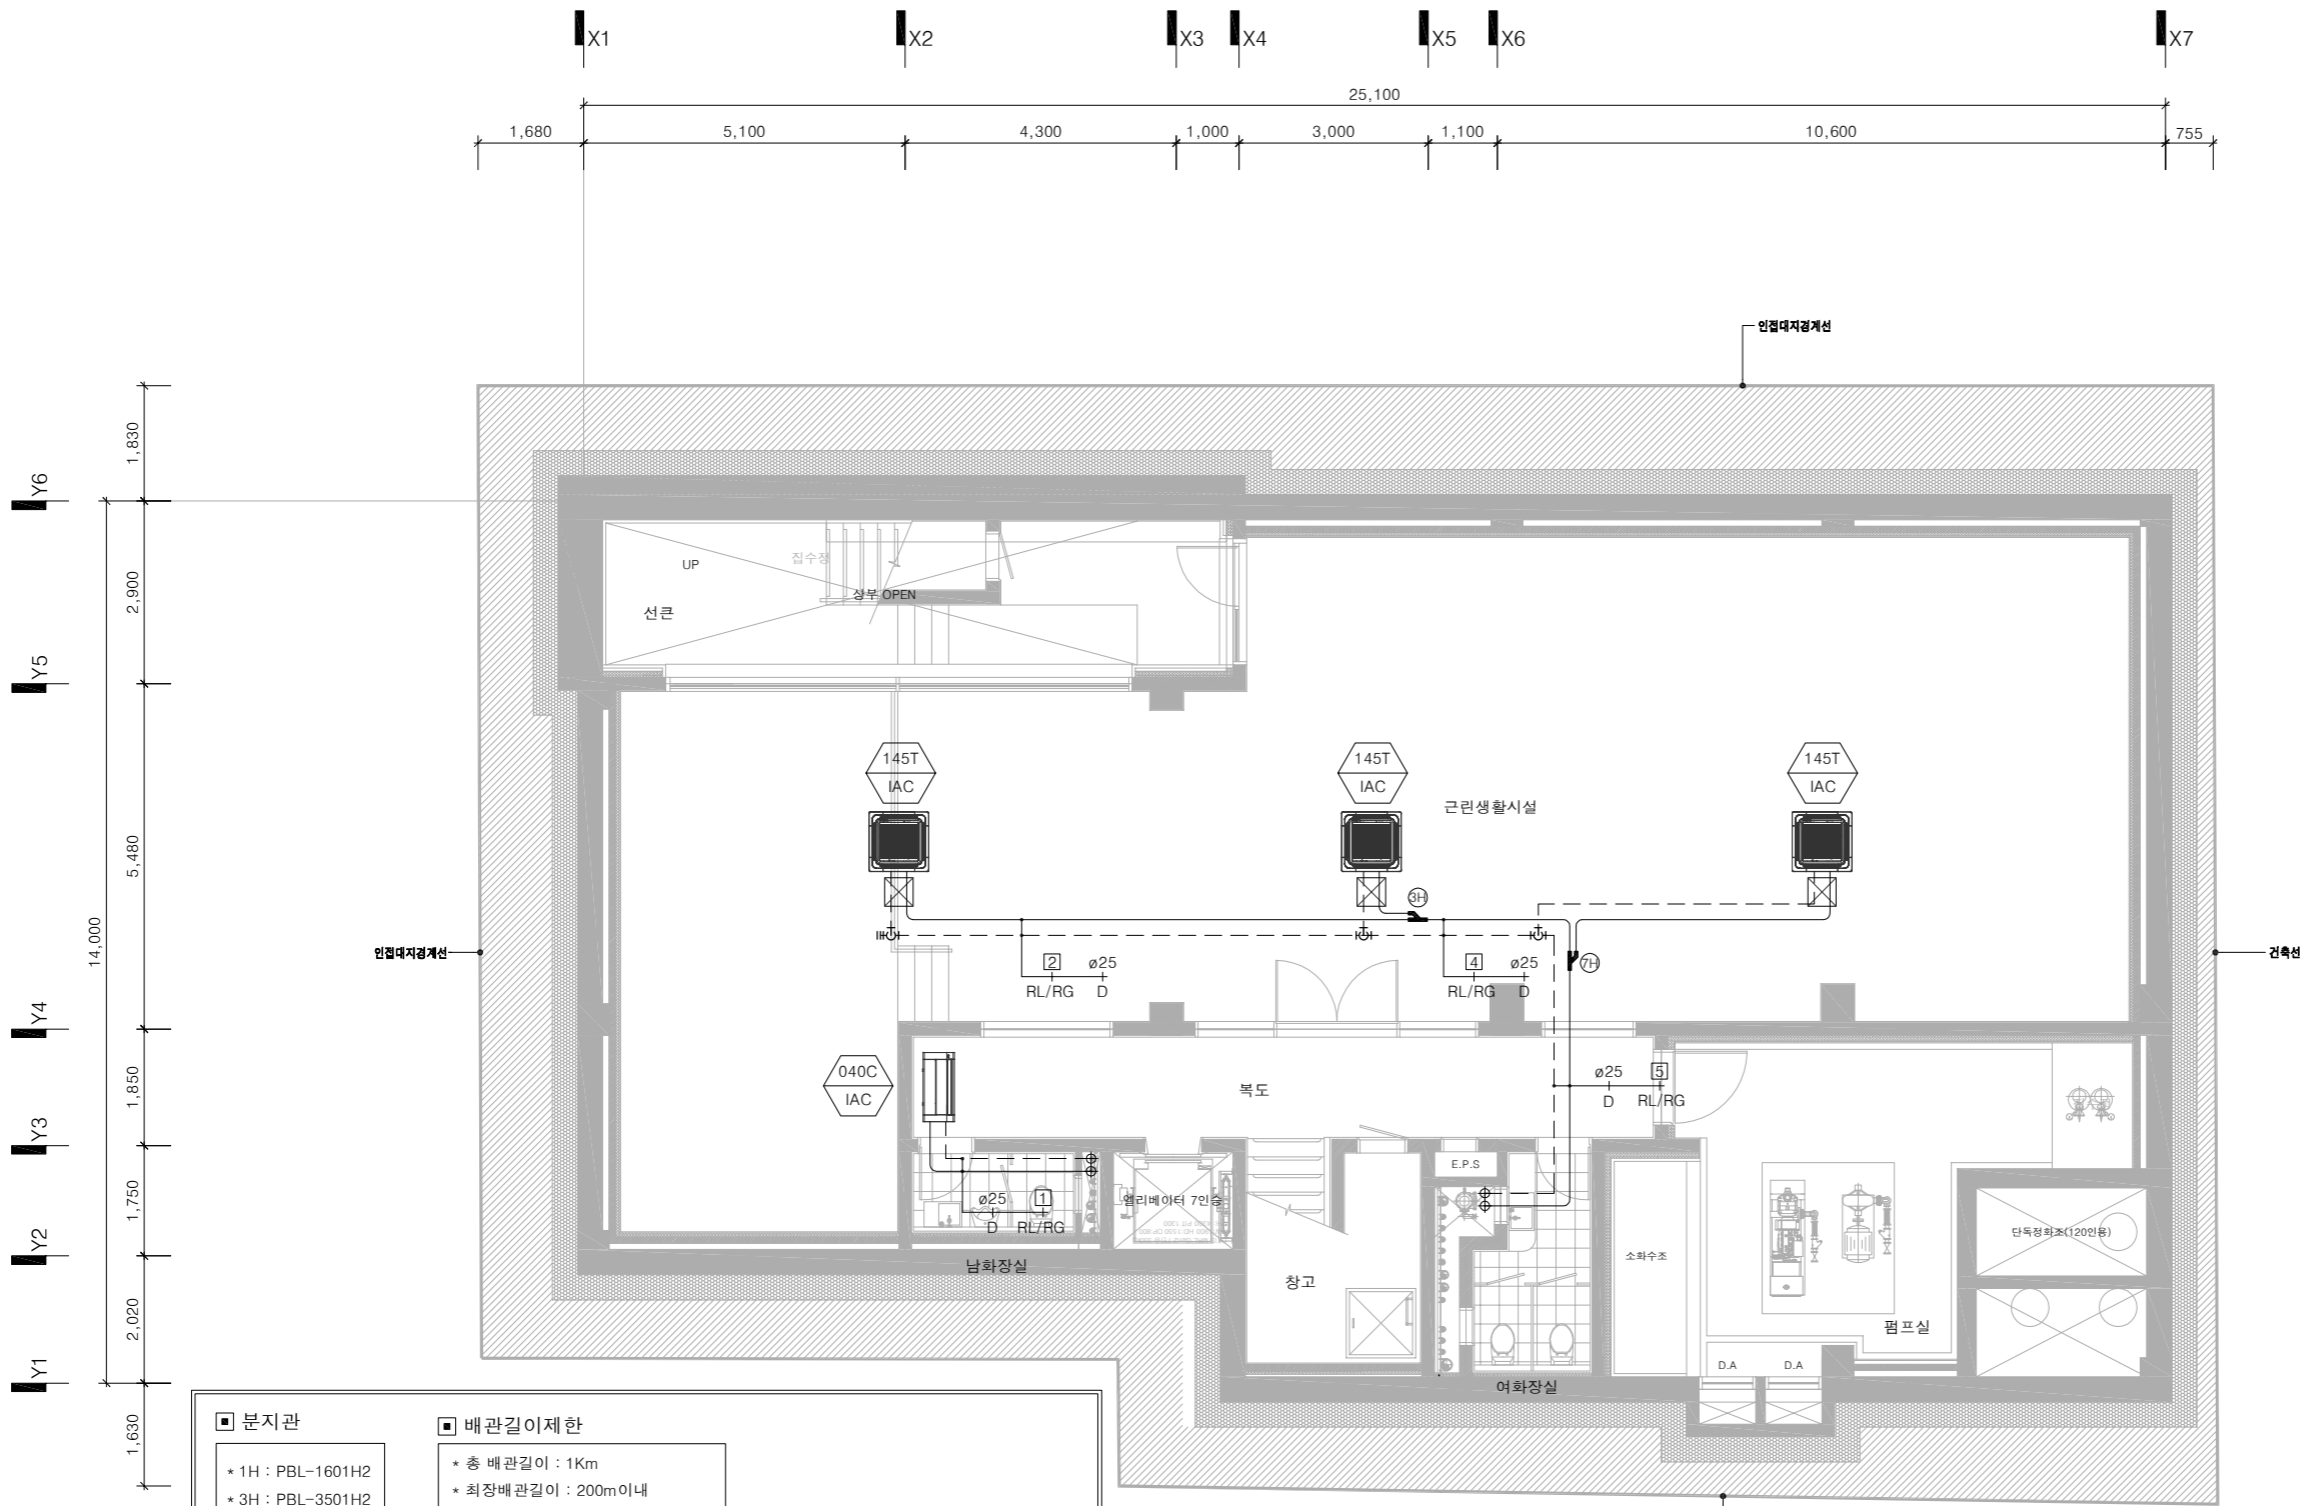 X1
X2
X3
X4
X5
X6
X7
25,100
1,680
5,100
4,300
1,000
3,000
1,100
10,600
755
인접대지경계선
1,830
Y6
2,900
UP
집수정
상부 OPEN
선큰
Y5
145T
IAC
145T
IAC
145T
IAC
근린생활시설
5,480
14,000
3H
인접대지경계선
건축선
7H
2
ø25
RL/RG
D
4
ø25
RL/RG
D
Y4
1,850
040C
IAC
복도
ø25
5
D
RL/RG
Y3
1,750
E.P.S
ø25
1
D
RL/RG
엘리베이터 7인승
단독정화조(120인용)
Y2
남화장실
소화수조
창고
2,020
펌프실
Y1
D.A
D.A
여화장실
1,630
분지관
배관길이제한
* 1H : PBL-1601H2
* 3H : PBL-3501H2
* 총 배관길이 : 1Km
* 최장배관길이 : 200m이내